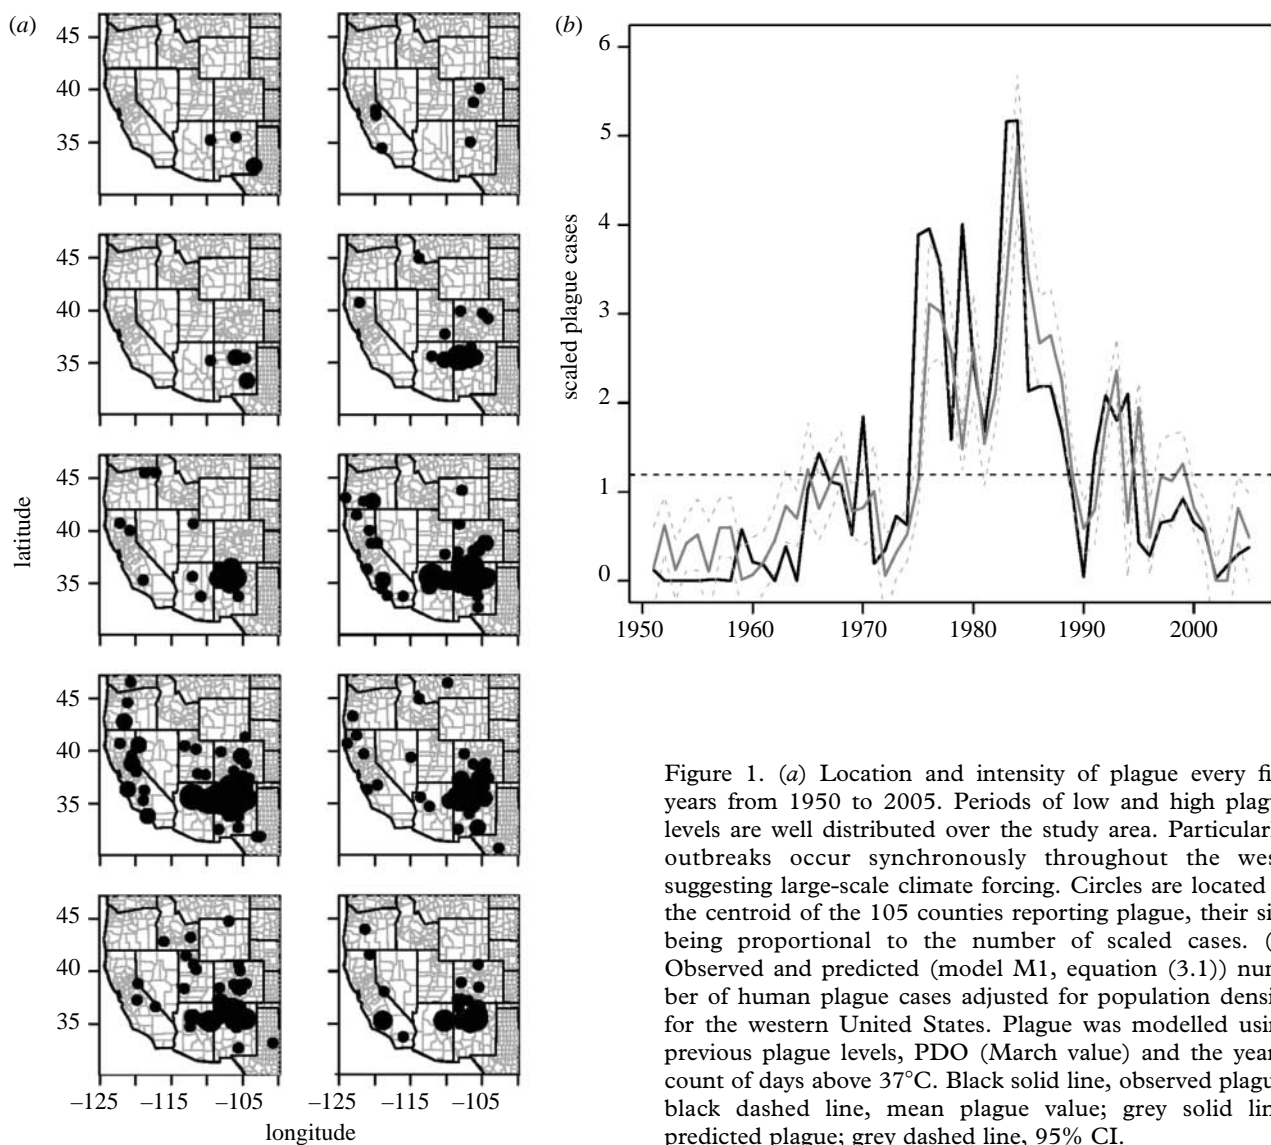 (a)
45
40
35
45
40
35
45
40
35
45
40
35
45
40
35
latitude
−125 −115 −105 −125 −115 −105
longitude
(b)
6
5
4
3
2
1
0
scaled plague cases
1950 1960 1970 1980 1990 2000
Figure 1. (a) Location and intensity of plague every fi
years from 1950 to 2005. Periods of low and high plagu
levels are well distributed over the study area. Particularl
outbreaks occur synchronously throughout the wes
suggesting large-scale climate forcing. Circles are located
the centroid of the 105 counties reporting plague, their si
being proportional to the number of scaled cases. (
Observed and predicted (model M1, equation (3.1)) num
ber of human plague cases adjusted for population densi
for the western United States. Plague was modelled usin
previous plague levels, PDO (March value) and the year
count of days above 37°C. Black solid line, observed plagu
black dashed line, mean plague value; grey solid lin
predicted plague; grey dashed line, 95% CI.